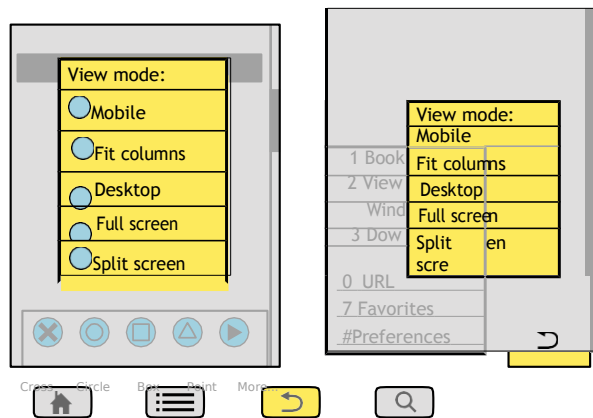 View mode:
Mobile
Fit columns
Desktop
Full screen
Split screen
Cross Circle Box Point More...
View mode:
Mobile
Fit columns
Desktop
Full screen
Split en
scre
1 Book
2 View
Wind
3 Dow
0 URL
7 Favorites
#Preferences